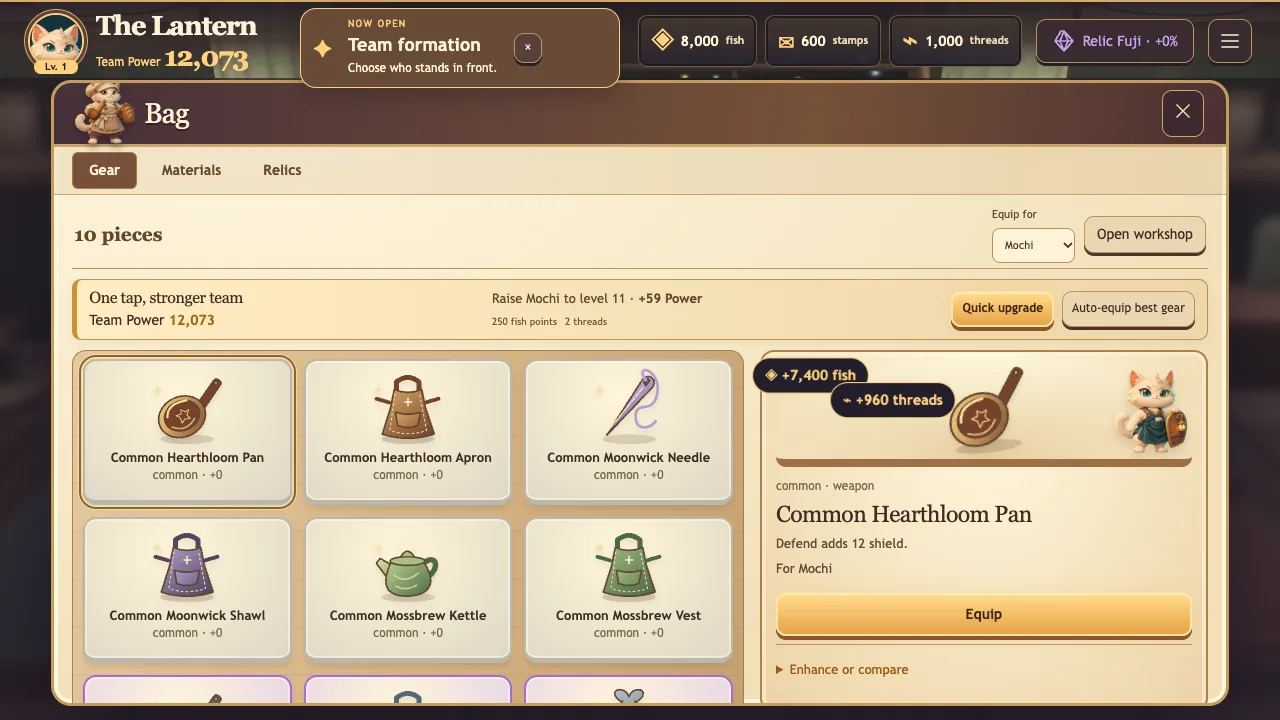 The Lantern
Team Power 12,073
Lv. 1
NOW OPEN
Team formation
Choose who stands in front.
×
8,000 fish
600 stamps
1,000 threads
Relic Fuji · +0%
Bag
Gear
Materials
Relics
10 pieces
Equip for
Mochi
Open workshop
One tap, stronger team
Team Power 12,073
Raise Mochi to level 11 · +59 Power
250 fish points 2 threads
Quick upgrade
Auto-equip best gear
Common Hearthloom Pan
common · +0
Common Hearthloom Apron
common · +0
Common Moonwick Needle
common · +0
Common Moonwick Shawl
common · +0
Common Mossbrew Kettle
common · +0
Common Mossbrew Vest
common · +0
+7,400 fish
+960 threads
common · weapon
Common Hearthloom Pan
Defend adds 12 shield.
For Mochi
Equip
Enhance or compare